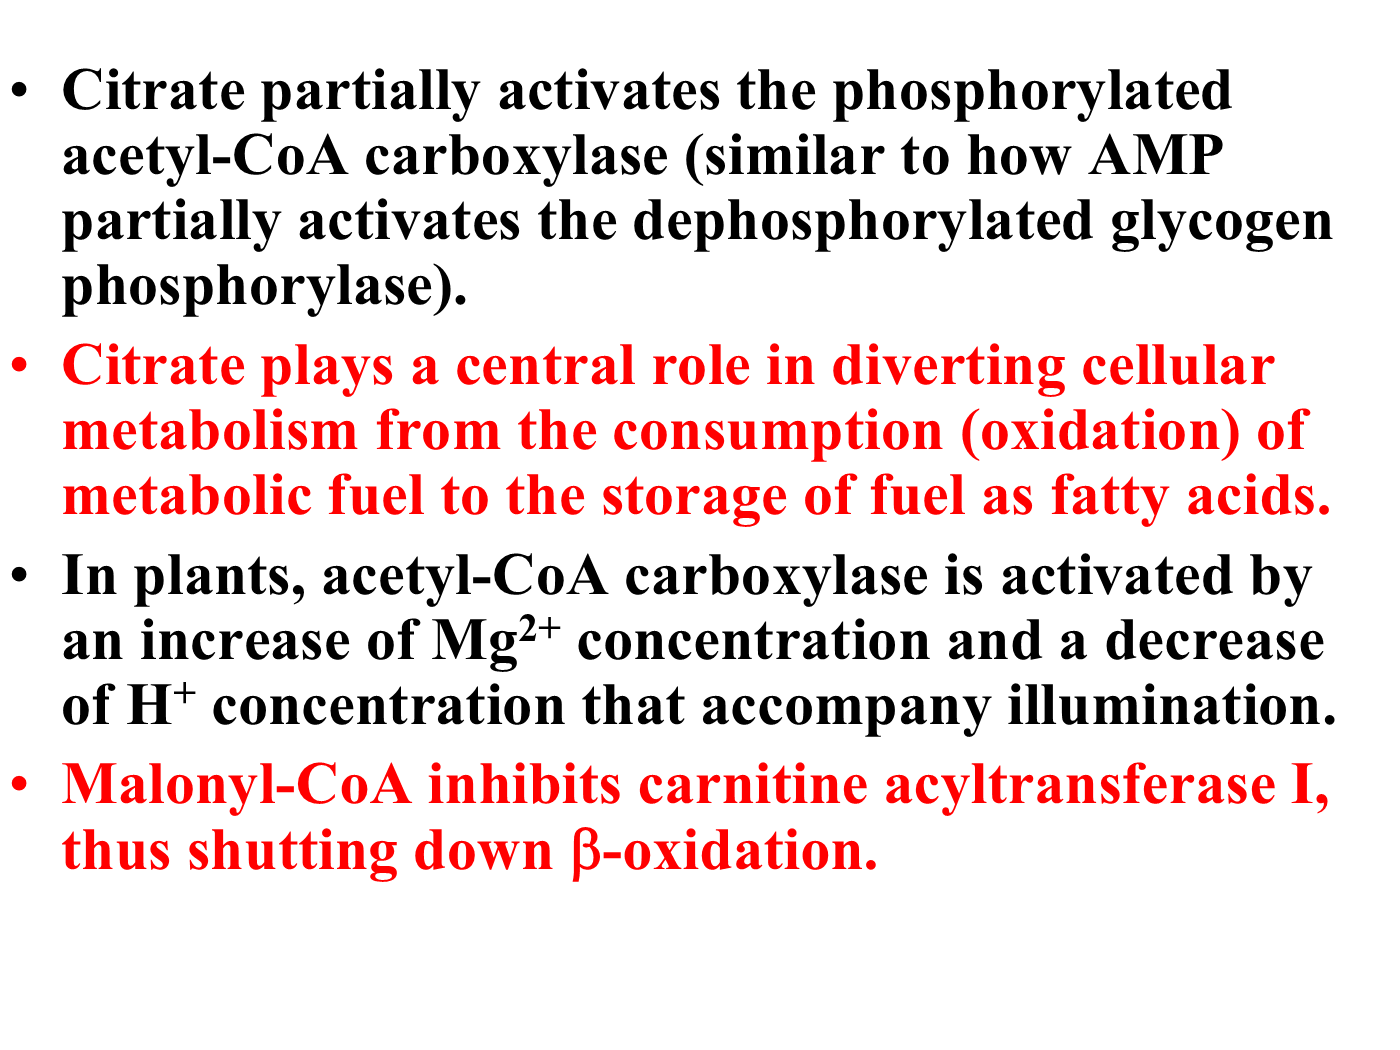 • Citrate partially activates the phosphorylated
acetyl-CoA carboxylase (similar to how AMP
partially activates the dephosphorylated glycogen
phosphorylase).
• Citrate plays a central role in diverting cellular
metabolism from the consumption (oxidation) of
metabolic fuel to the storage of fuel as fatty acids.
• In plants, acetyl-CoA carboxylase is activated by
an increase of Mg²⁺ concentration and a decrease
of H⁺ concentration that accompany illumination.
• Malonyl-CoA inhibits carnitine acyltransferase I,
thus shutting down β-oxidation.